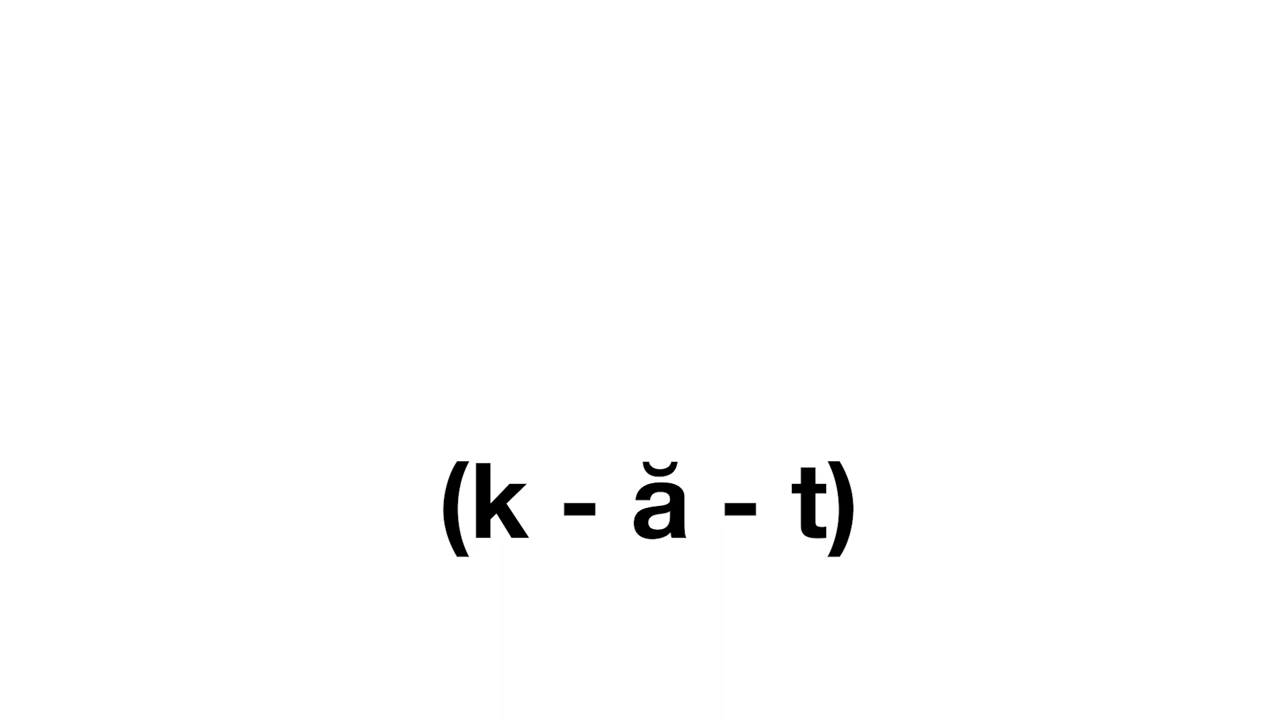 (k - ă - t)